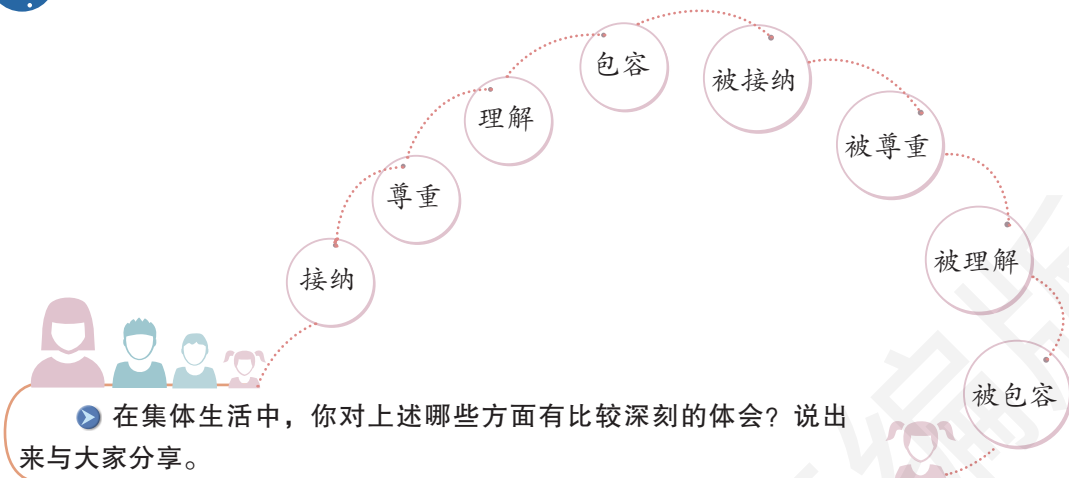 接纳
尊重
理解
包容
被接纳
被尊重
被理解
被包容
在集体生活中，你对上述哪些方面有比较深刻的体会？说出
来与大家分享。